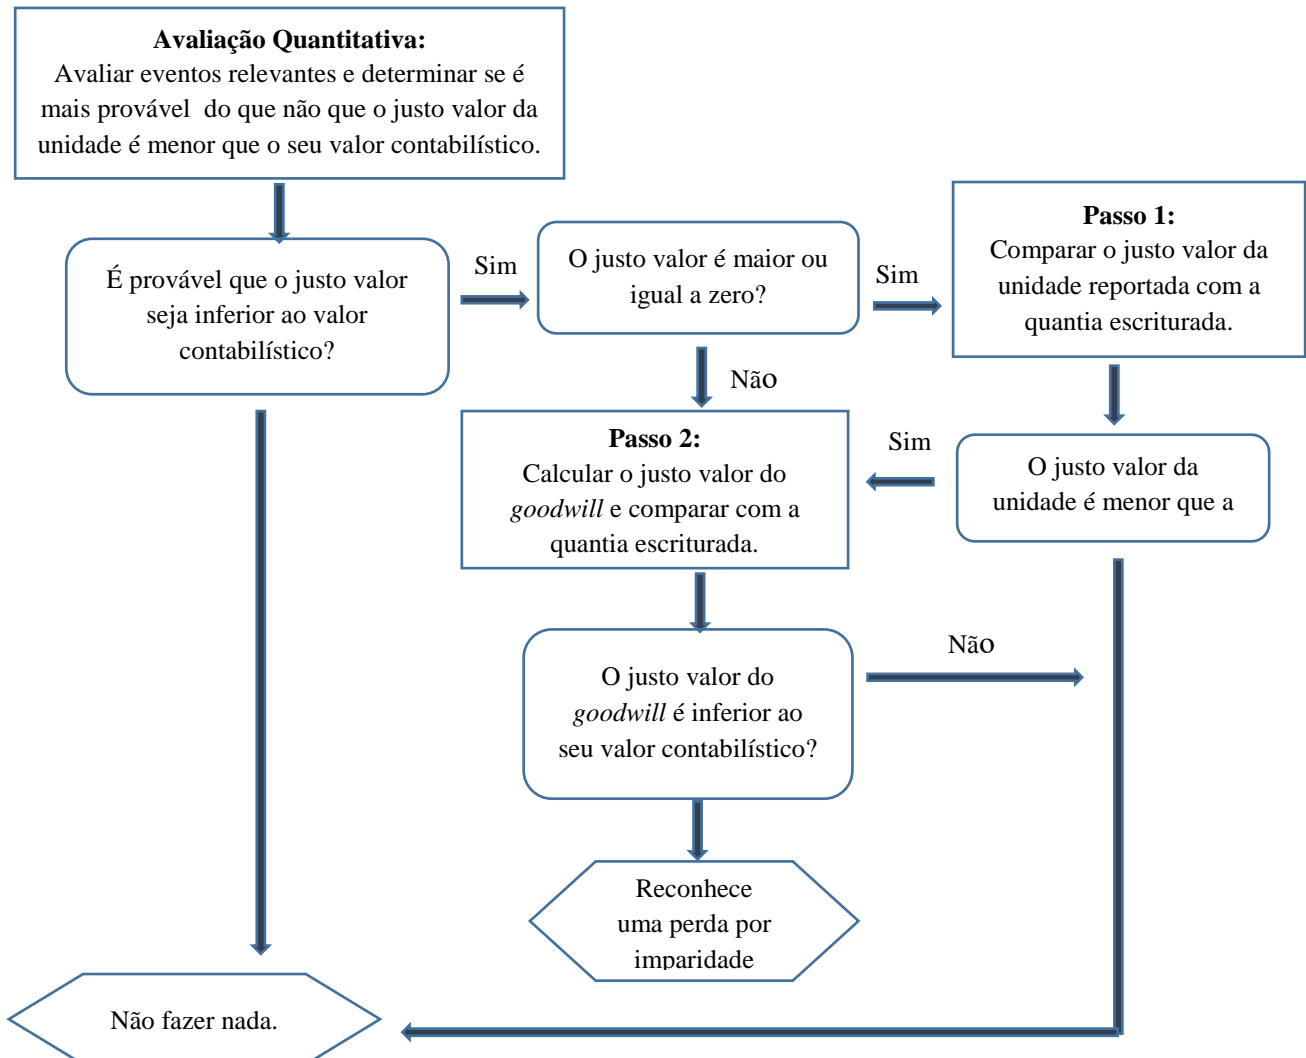 Avaliação Quantitativa:
Avaliar eventos relevantes e determinar se é
mais provável do que não que o justo valor da
unidade é menor que o seu valor contabilístico.
É provável que o justo valor
seja inferior ao valor
contabilístico?
Sim
O justo valor é maior ou
igual a zero?
Sim
Passo 1:
Comparar o justo valor da
unidade reportada com a
quantia escriturada.
Não
Passo 2:
Calcular o justo valor do
goodwill e comparar com a
quantia escriturada.
Sim
O justo valor da
unidade é menor que a
O justo valor do
goodwill é inferior ao
seu valor contabilístico?
Não
Reconhece
uma perda por
imparidade
Não fazer nada.